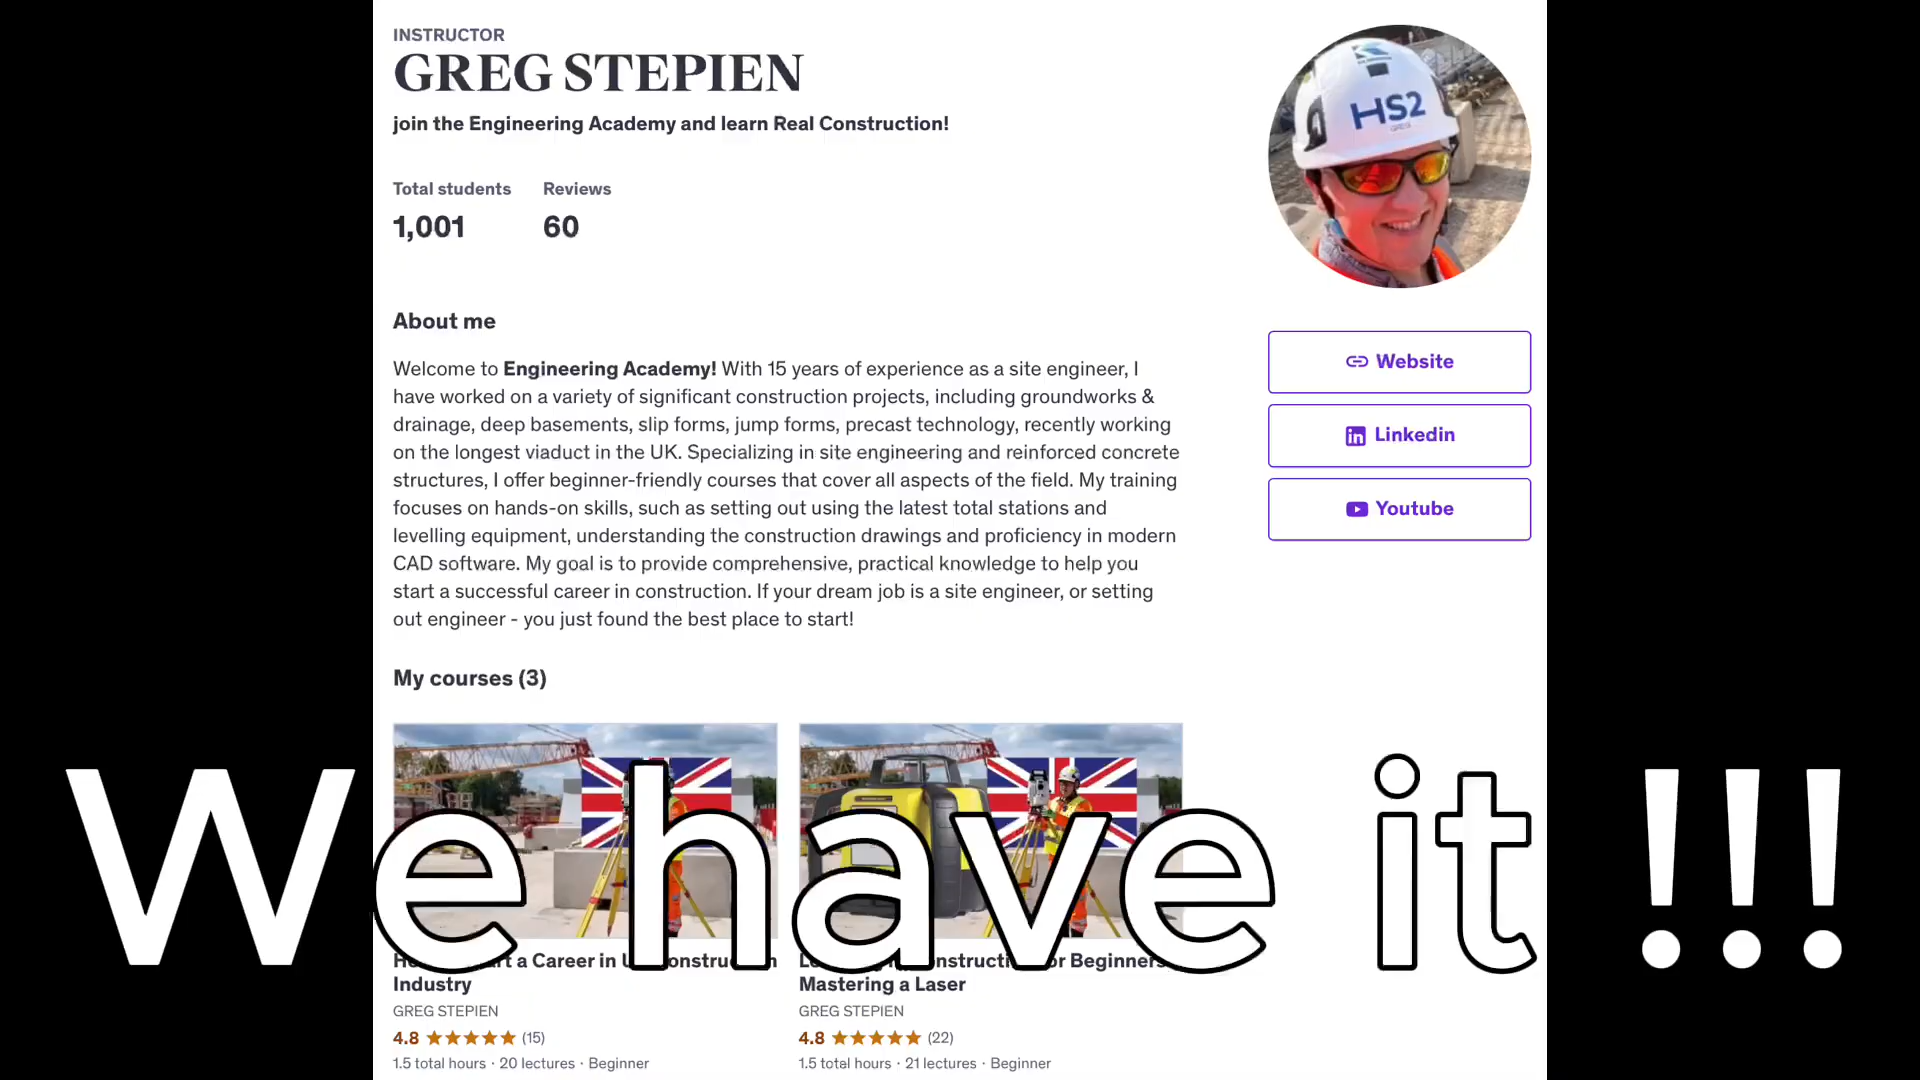 INSTRUCTOR
GREG STEPIEN
join the Engineering Academy and learn Real Construction!
Total students Reviews
1,001 60
HS2
GREG
About me
Welcome to Engineering Academy! With 15 years of experience as a site engineer, I
have worked on a variety of significant construction projects, including groundworks &
drainage, deep basements, slip forms, jump forms, precast technology, recently working
on the longest viaduct in the UK. Specializing in site engineering and reinforced concrete
structures, I offer beginner-friendly courses that cover all aspects of the field. My training
focuses on hands-on skills, such as setting out using the latest total stations and
levelling equipment, understanding the construction drawings and proficiency in modern
CAD software. My goal is to provide comprehensive, practical knowledge to help you
start a successful career in construction. If your dream job is a site engineer, or setting
out engineer - you just found the best place to start!
Website
Linkedin
Youtube
My courses (3)
We have it !!!
a Career in
Industry
GREG STEPIEN
4.8 (15)
1.5 total hours · 20 lectures · Beginner
Beginners
Mastering a Laser
GREG STEPIEN
4.8 (22)
1.5 total hours · 21 lectures · Beginner